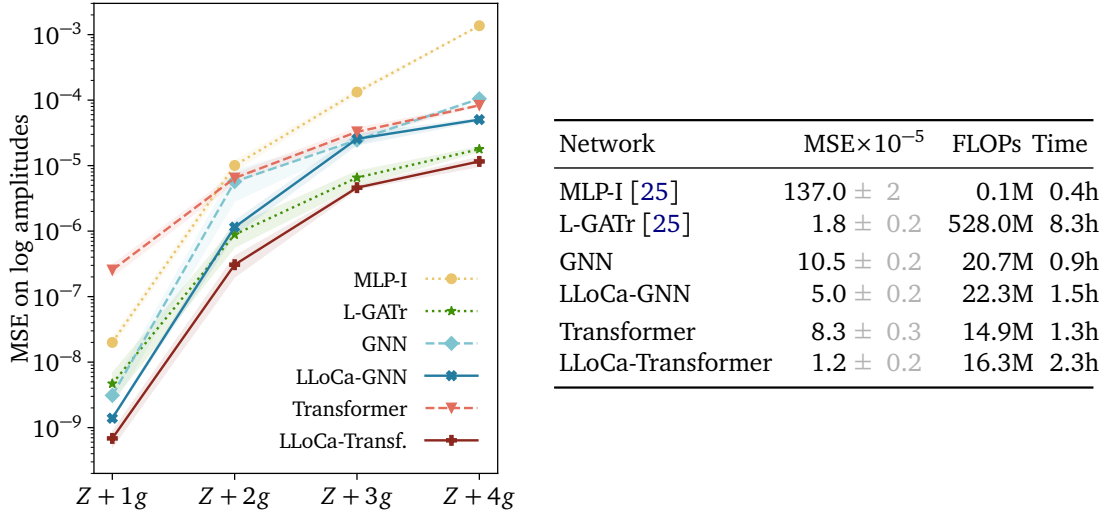 MSE on log amplitudes
10⁻³
10⁻⁴
10⁻⁵
10⁻⁶
10⁻⁷
10⁻⁸
10⁻⁹
MLP-I
L-GATr
GNN
LLoCa-GNN
Transformer
LLoCa-Transf.
Z + 1g
Z + 2g
Z + 3g
Z + 4g
Network MSE×10⁻⁵ FLOPs Time
MLP-I [25] 137.0 ± 2 0.1M 0.4h
L-GATr [25] 1.8 ± 0.2 528.0M 8.3h
GNN 10.5 ± 0.2 20.7M 0.9h
LLoCa-GNN 5.0 ± 0.2 22.3M 1.5h
Transformer 8.3 ± 0.3 14.9M 1.3h
LLoCa-Transformer 1.2 ± 0.2 16.3M 2.3h